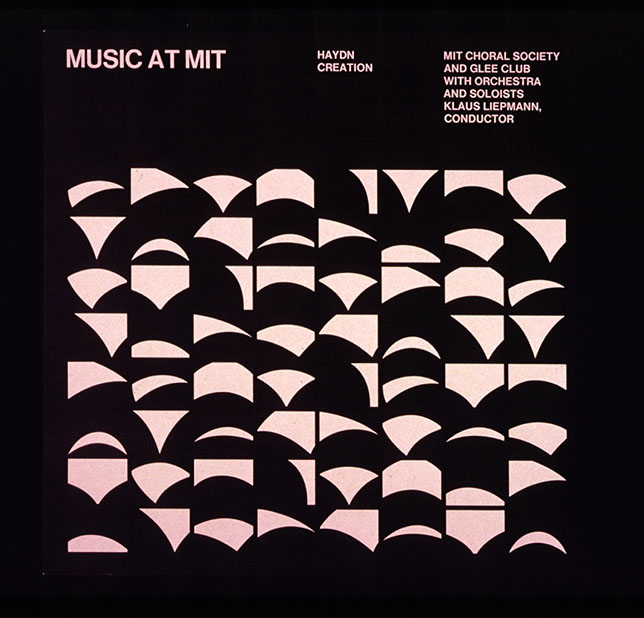 MUSIC AT MIT
HAYDN
CREATION
MIT CHORAL SOCIETY
AND GLEE CLUB
WITH ORCHESTRA
AND SOLOISTS
KLAUS LIEPMANN,
CONDUCTOR